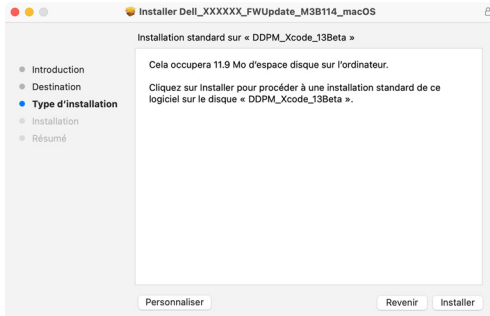 Installer Dell_XXXXXX_FWUpdate_M3B114_macOS
Installation standard sur « DDPM_Xcode_13Beta »
Introduction
Destination
Type d'installation
Installation
Résumé
Cela occupera 11.9 Mo d'espace disque sur l'ordinateur.
Cliquez sur Installer pour procéder à une installation standard de ce
logiciel sur le disque « DDPM_Xcode_13Beta ».
Personnaliser
Revenir
Installer